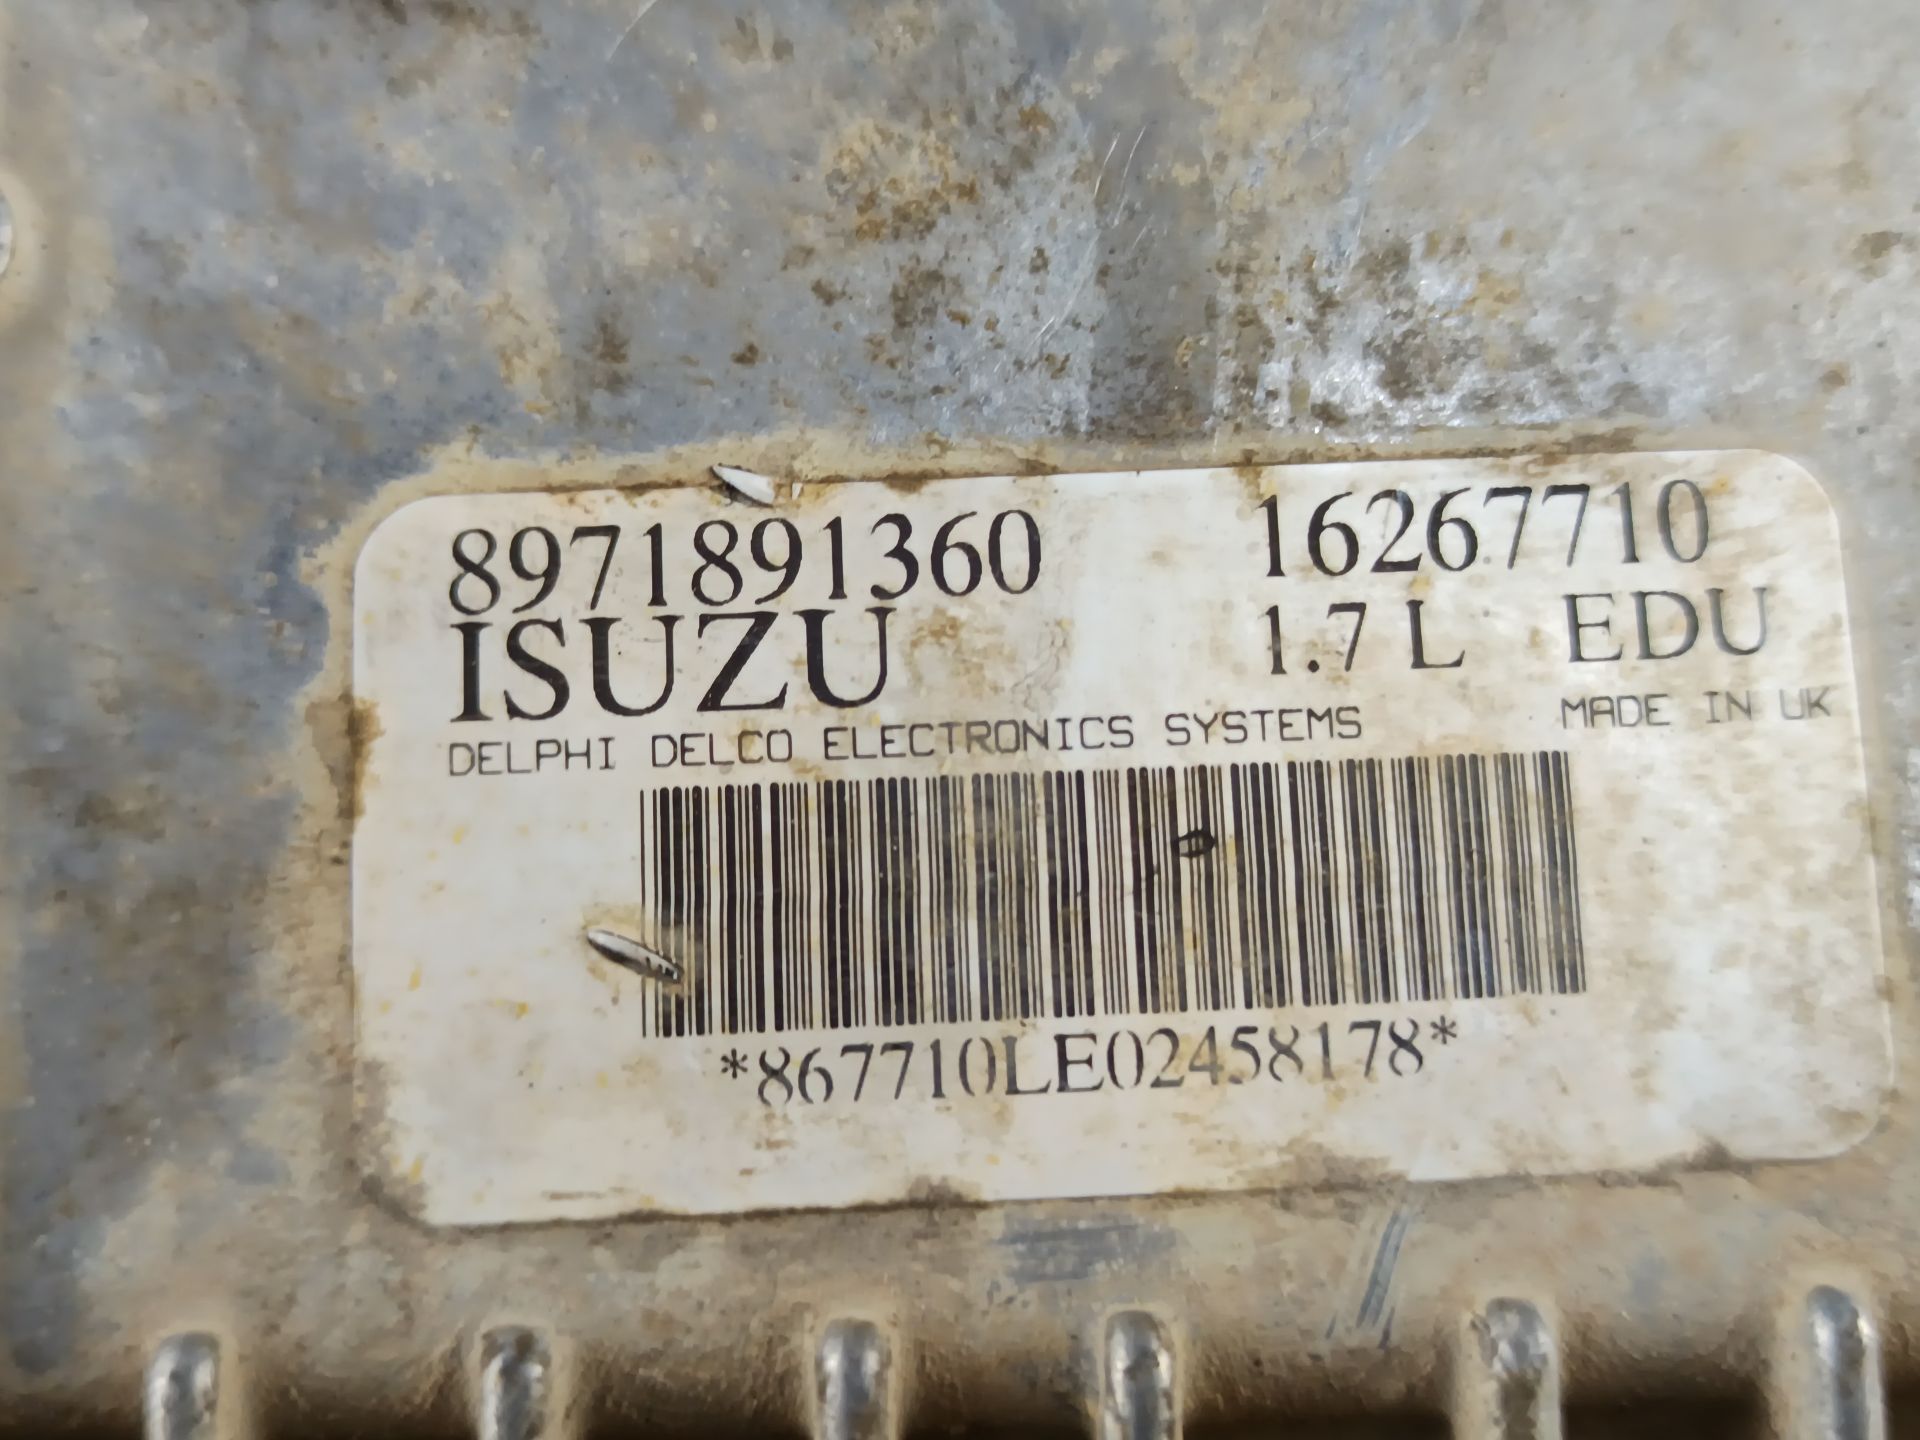 8971891360 16267710
ISUZU 1.7 L EDU
DELPHI DELCO ELECTRONICS SYSTEMS MADE IN UK
*867710LE02458178*